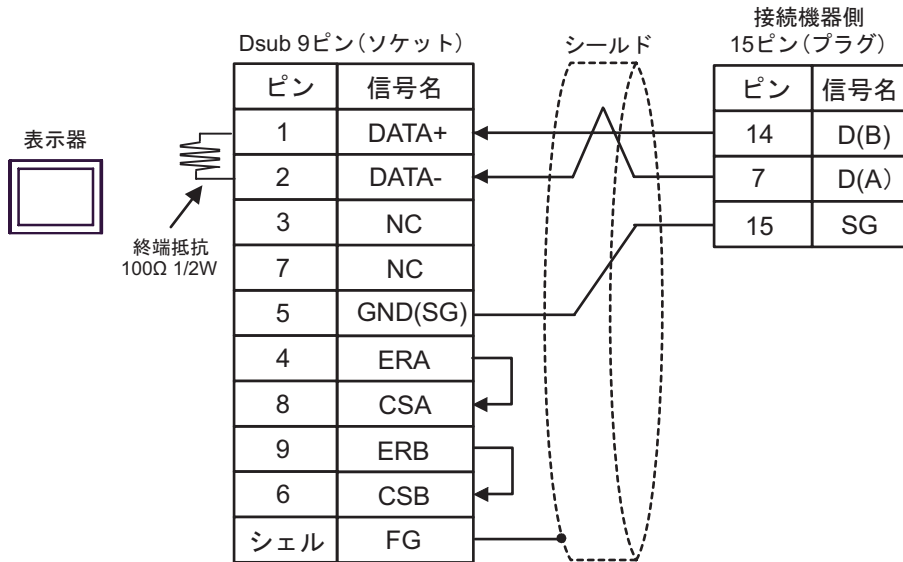 接続機器側
Dsub 9ピン(ソケット) シールド 15ピン(プラグ)
ピン 信号名 ピン 信号名
表示器 1 DATA+ 14 D(B)
2 DATA- 7 D(A)
3 NC 15 SG
終端抵抗
100Ω 1/2W
7 NC
5 GND(SG)
4 ERA
8 CSA
9 ERB
6 CSB
シェル FG